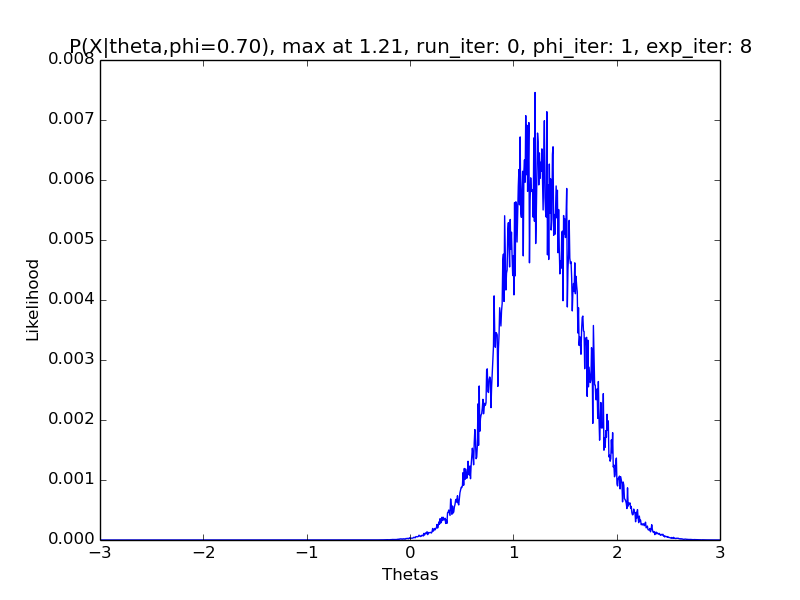 P(X|theta,phi=0.70), max at 1.21, run_iter: 0, phi_iter: 1, exp_iter: 8
0.008
0.007
0.006
0.005
0.004
0.003
0.002
0.001
0.000
Likelihood
−3 −2 −1 0 1 2 3
Thetas